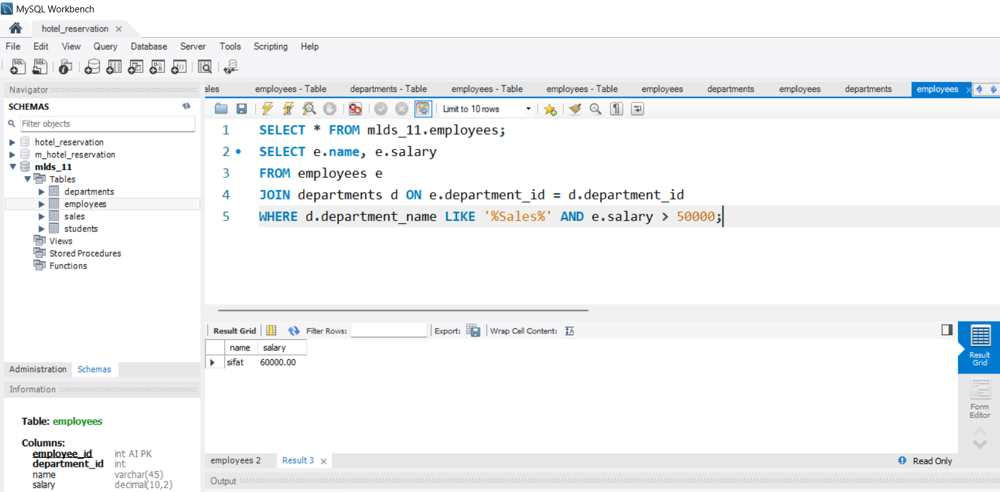 MySQL Workbench
hotel_reservation
File Edit View Query Database Server Tools Scripting Help
Navigator
SCHEMAS
Filter objects
hotel_reservation
m_hotel_reservation
mlds_11
Tables
departments
employees
sales
students
Views
Stored Procedures
Functions
Administration Schemas
Information
Table: employees
Columns:
employee_id int AI PK
department_id int
name varchar(45)
salary decimal(10,2)
ales employees - Table departments - Table employees - Table employees - Table employees departments employees departments employees
Limit to 10 rows
1 SELECT * FROM mlds_11.employees;
2 SELECT e.name, e.salary
3 FROM employees e
4 JOIN departments d ON e.department_id = d.department_id
5 WHERE d.department_name LIKE '%Sales%' AND e.salary > 50000;
Result Grid Filter Rows: Export: Wrap Cell Content:
name salary
sifat 60000.00
Result
Grid
Form
Editor
employees 2 Result 3 Read Only
Output